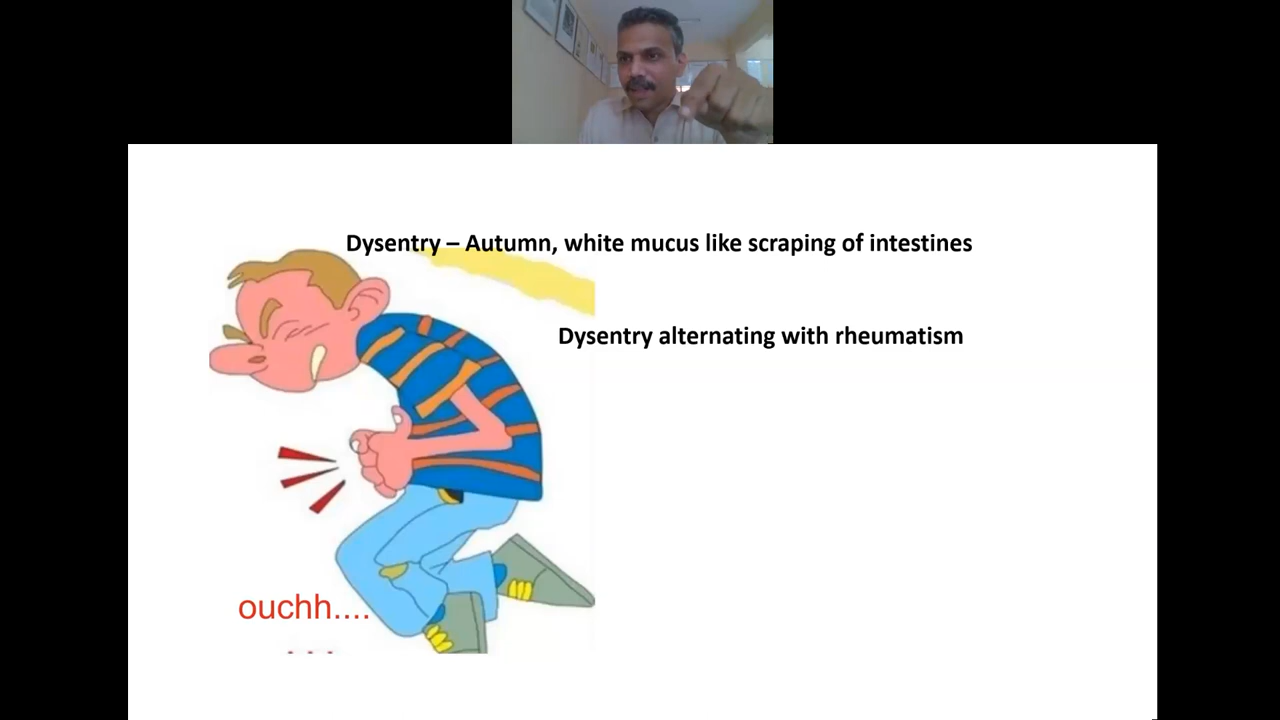 Dysentry – Autumn, white mucus like scraping of intestines
Dysentry alternating with rheumatism
ouchh....